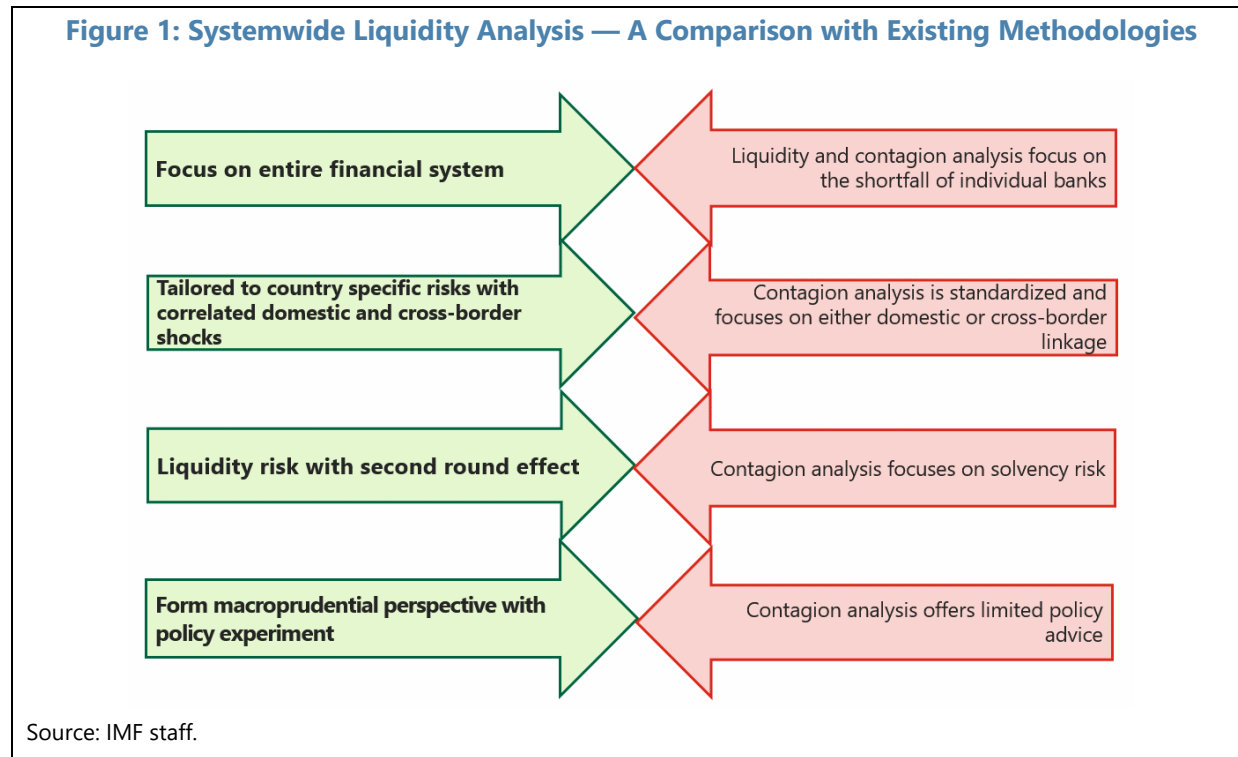 Figure 1: Systemwide Liquidity Analysis — A Comparison with Existing Methodologies
Focus on entire financial system
Liquidity and contagion analysis focus on
the shortfall of individual banks
Tailored to country specific risks with
correlated domestic and cross-border
shocks
Contagion analysis is standardized and
focuses on either domestic or cross-border
linkage
Liquidity risk with second round effect
Contagion analysis focuses on solvency risk
Form macroprudential perspective with
policy experiment
Contagion analysis offers limited policy
advice
Source: IMF staff.